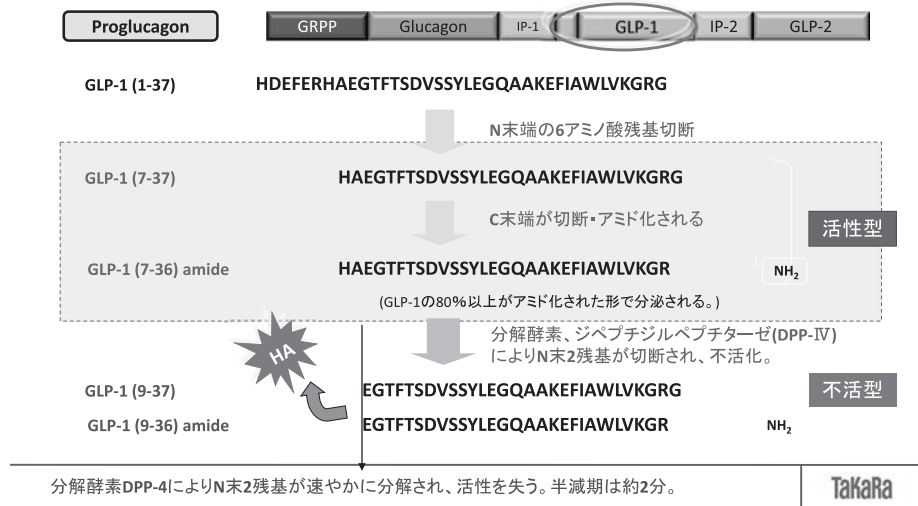 Proglucagon
GRPP Glucagon IP-1 GLP-1 IP-2 GLP-2
GLP-1 (1-37) HDEFERHAEGTFTSDVSSYLEGQAAKEFIAWLVKGRG
N末端の6アミノ酸残基切断
GLP-1 (7-37) HAEGTFTSDVSSYLEGQAAKEFIAWLVKGRG
C末端が切断・アミド化される
活性型
GLP-1 (7-36) amide HAEGTFTSDVSSYLEGQAAKEFIAWLVKGR NH₂
(GLP-1の80%以上がアミド化された形で分泌される。)
分解酵素、ジペプチジルペプチターゼ(DPP-Ⅳ)
によりN末2残基が切断され、不活化。
HA
GLP-1 (9-37) EGTFTSDVSSYLEGQAAKEFIAWLVKGRG
不活型
GLP-1 (9-36) amide EGTFTSDVSSYLEGQAAKEFIAWLVKGR NH₂
分解酵素DPP-4によりN末2残基が速やかに分解され、活性を失う。半減期は約2分。
TaKaRa